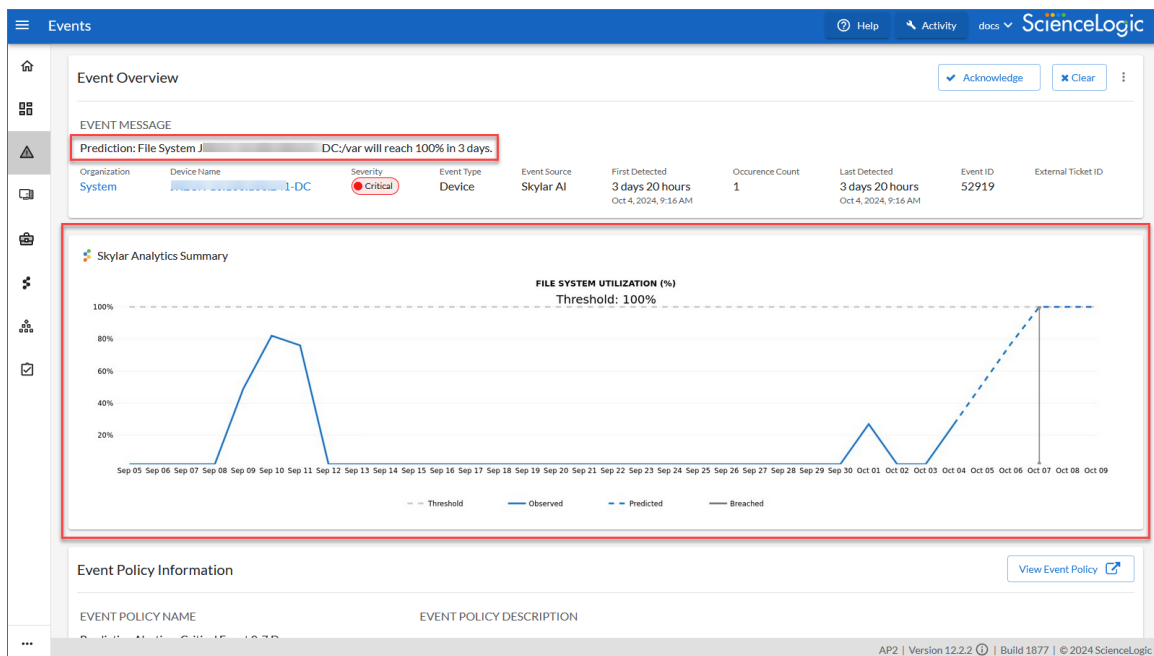 Events
Help
Activity
docs
ScienceLogic
Event Overview
Acknowledge
Clear
EVENT MESSAGE
Prediction: File System J DC:/var will reach 100% in 3 days.
Organization Device Name Severity Event Type Event Source First Detected Occurence Count Last Detected Event ID External Ticket ID
System 1-DC Critical Device Skylar AI 3 days 20 hours 1 3 days 20 hours 52919
Oct 4, 2024, 9:16 AM Oct 4, 2024, 9:16 AM
Skylar Analytics Summary
FILE SYSTEM UTILIZATION (%)
Threshold: 100%
100%
80%
60%
40%
20%
Sep 05 Sep 06 Sep 07 Sep 08 Sep 09 Sep 10 Sep 11 Sep 12 Sep 13 Sep 14 Sep 15 Sep 16 Sep 17 Sep 18 Sep 19 Sep 20 Sep 21 Sep 22 Sep 23 Sep 24 Sep 25 Sep 26 Sep 27 Sep 28 Sep 29 Sep 30 Oct 01 Oct 02 Oct 03 Oct 04 Oct 05 Oct 06 Oct 07 Oct 08 Oct 09
Threshold Observed Predicted Breached
Event Policy Information
View Event Policy
EVENT POLICY NAME EVENT POLICY DESCRIPTION
AP2 | Version 12.2.2 | Build 1877 | © 2024 ScienceLogic